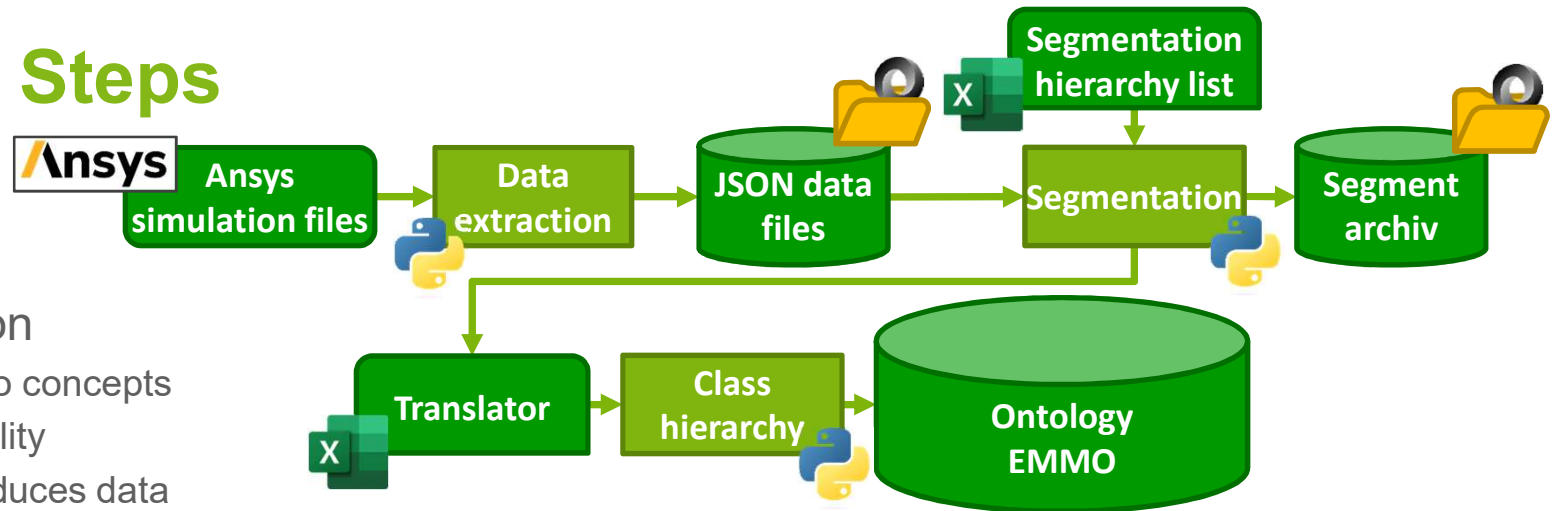 Steps
Ansys
Ansys
simulation files
Data
extraction
JSON data
files
Segmentation
hierarchy list
X
Segmentation
Segment
archiv
on
o concepts
lity
duces data
Translator
X
Class
hierarchy
Ontology
EMMO